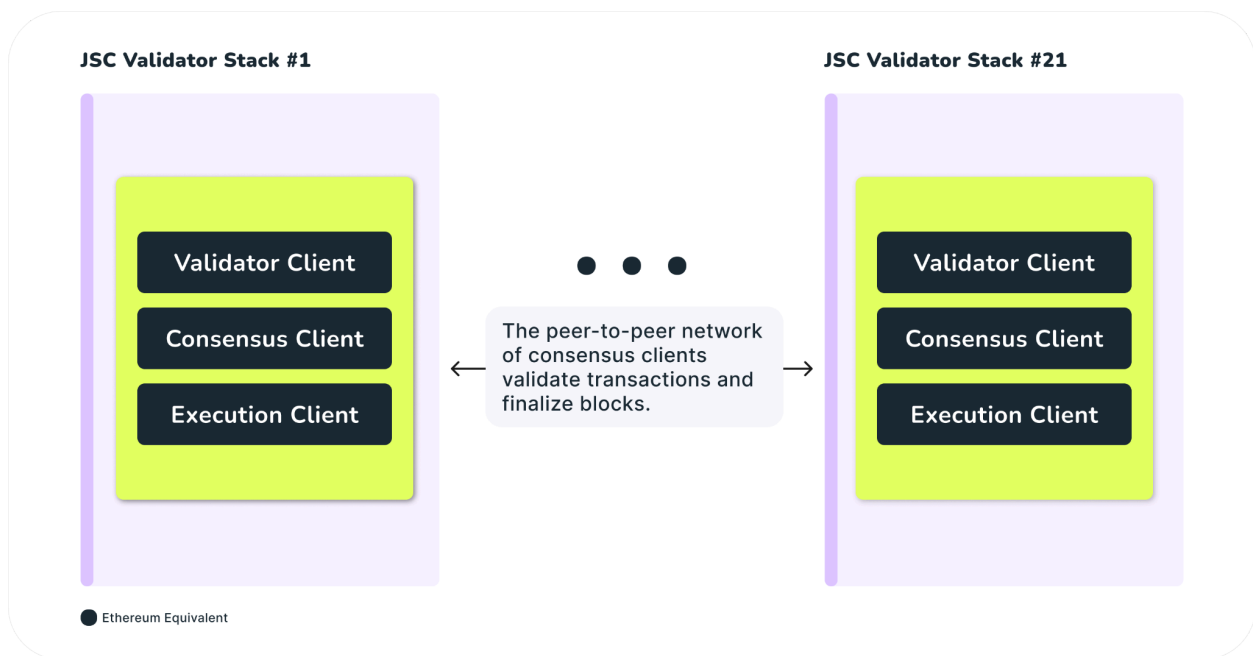 JSC Validator Stack #1
JSC Validator Stack #21
Validator Client
Consensus Client
Execution Client
The peer-to-peer network
of consensus clients
validate transactions and
finalize blocks.
Validator Client
Consensus Client
Execution Client
Ethereum Equivalent